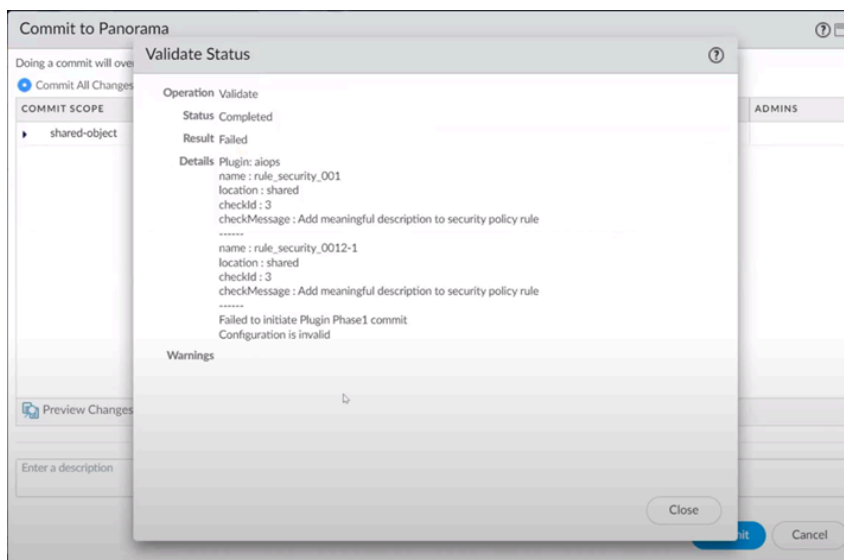 Commit to Panorama
Doing a commit will over
Commit All Changes
COMMIT SCOPE
ADMINS
shared-object
Validate Status
Operation Validate
Status Completed
Result Failed
Details Plugin: aiops
name : rule_security_001
location : shared
checkId : 3
checkMessage : Add meaningful description to security policy rule
------
name : rule_security_0012-1
location : shared
checkId : 3
checkMessage : Add meaningful description to security policy rule
------
Failed to initiate Plugin Phase1 commit
Configuration is invalid
Warnings
Preview Changes
Enter a description
Close
Cancel